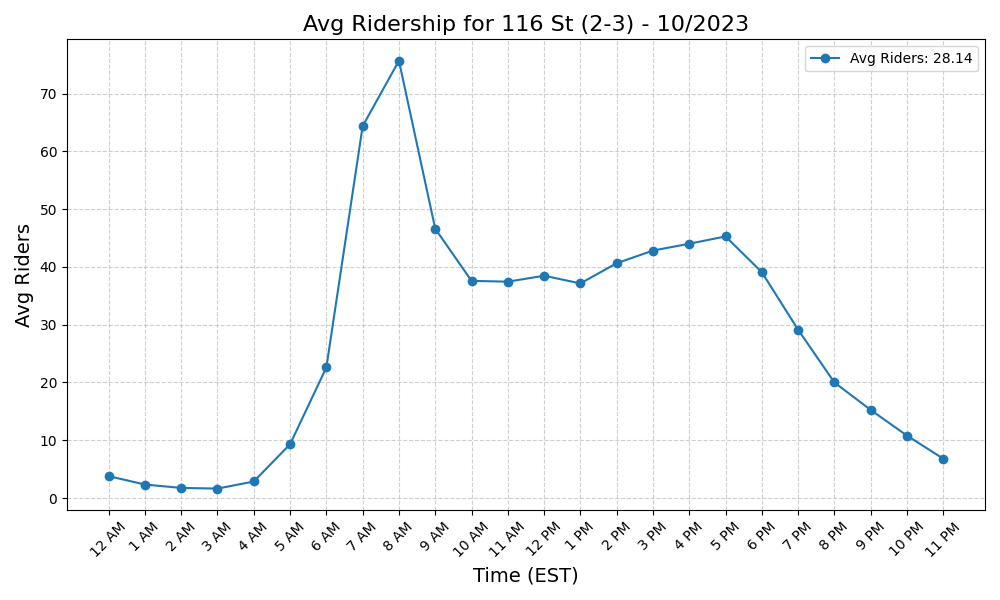 Avg Ridership for 116 St (2-3) - 10/2023
Avg Riders: 28.14
Avg Riders
70
60
50
40
30
20
10
0
12 AM
1 AM
2 AM
3 AM
4 AM
5 AM
6 AM
7 AM
8 AM
9 AM
10 AM
11 AM
12 PM
1 PM
2 PM
3 PM
4 PM
5 PM
6 PM
7 PM
8 PM
9 PM
10 PM
11 PM
Time (EST)